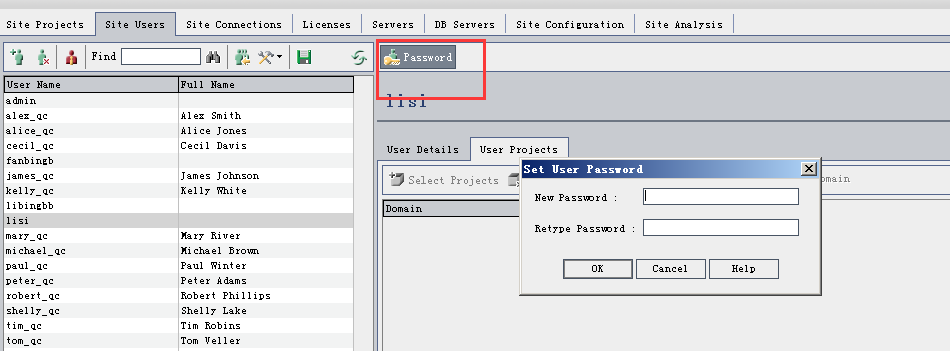 Site Projects Site Users Site Connections Licenses Servers DB Servers Site Configuration Site Analysis
Find Password
lisi
User Name Full Name
admin
alex_qc Alex Smith
alice_qc Alice Jones
cecil_qc Cecil Davis
fanbingb
james_qc James Johnson
kelly_qc Kelly White
libingbb
lisi
mary_qc Mary River
michael_qc Michael Brown
paul_qc Paul Winter
peter_qc Peter Adams
robert_qc Robert Phillips
shelly_qc Shelly Lake
tim_qc Tim Robins
tom_qc Tom Veller
User Details User Projects
Select Projects
Domain
Set User Password
New Password :
Retype Password :
OK Cancel Help
omain